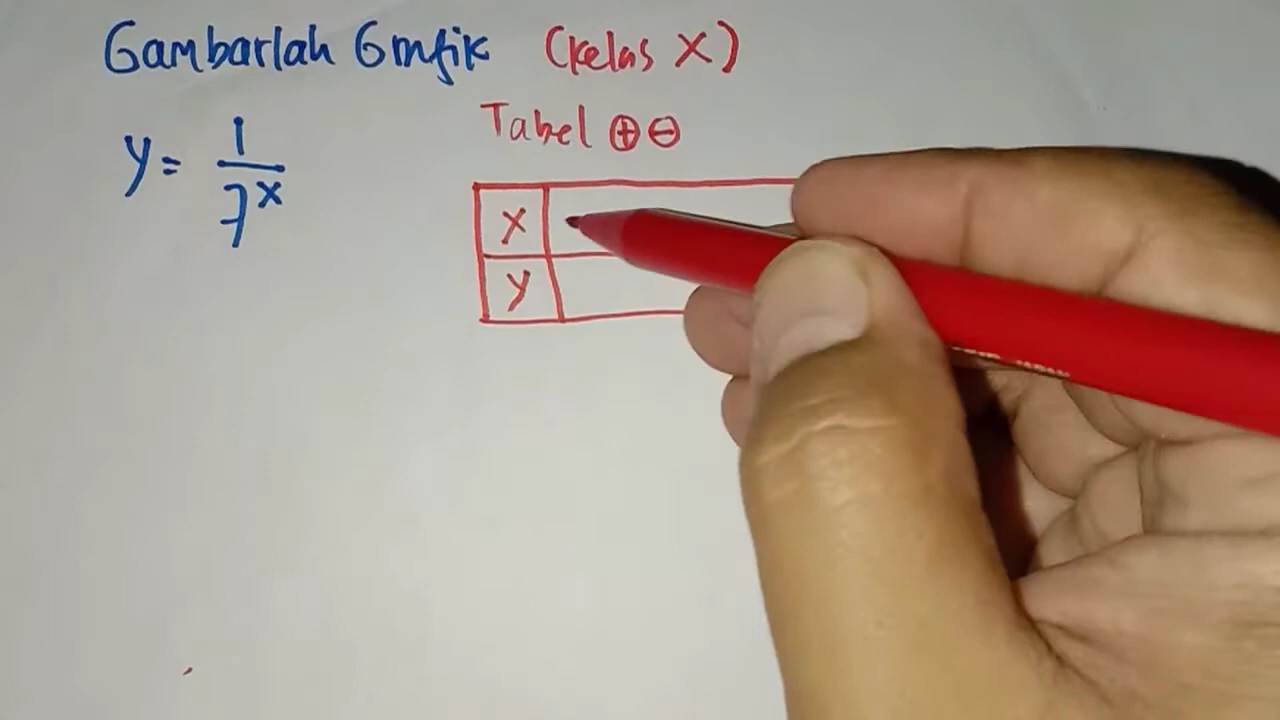 Gambarlah Grafik (Kelas X)
Tabel ⊕ ⊖
y = 1/7^x
x
y